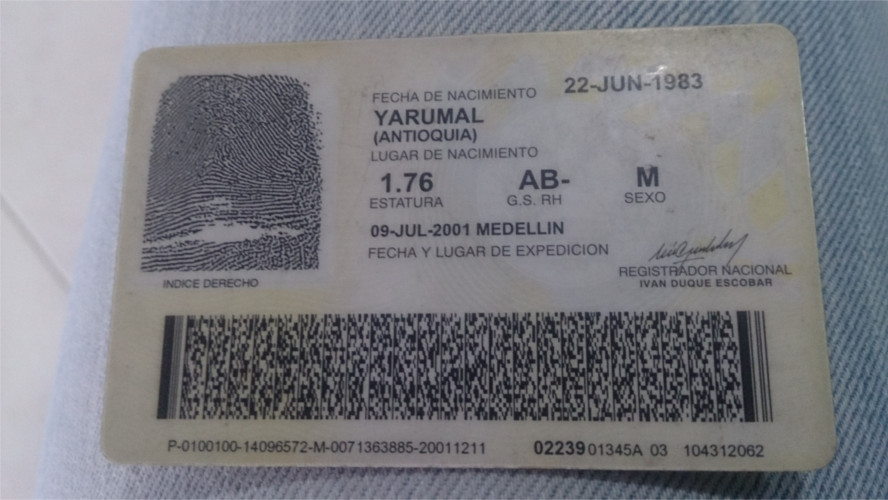 FECHA DE NACIMIENTO 22-JUN-1983
YARUMAL
(ANTIOQUIA)
LUGAR DE NACIMIENTO
1.76 AB- M
ESTATURA G.S. RH SEXO
09-JUL-2001 MEDELLIN
FECHA Y LUGAR DE EXPEDICION
REGISTRADOR NACIONAL
IVAN DUQUE ESCOBAR
INDICE DERECHO
P-0100100-14096572-M-0071363885-20011211 02239 01345A 03 104312062